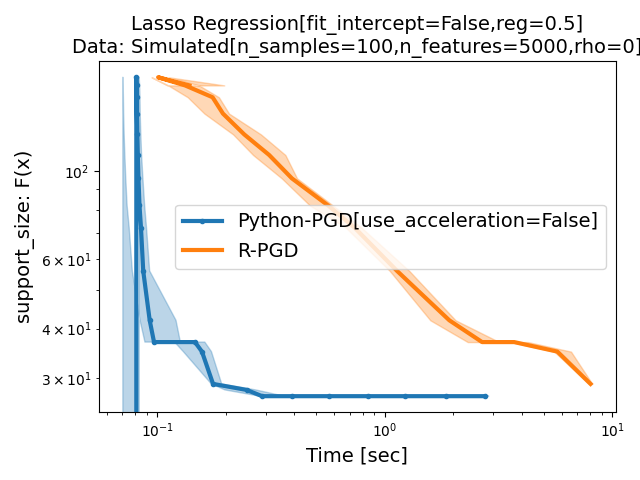 Lasso Regression[fit_intercept=False,reg=0.5]
Data: Simulated[n_samples=100,n_features=5000,rho=0]
support_size: F(x)
10²
6 × 10¹
4 × 10¹
3 × 10¹
Python-PGD[use_acceleration=False]
R-PGD
10⁻¹
10⁰
10¹
Time [sec]